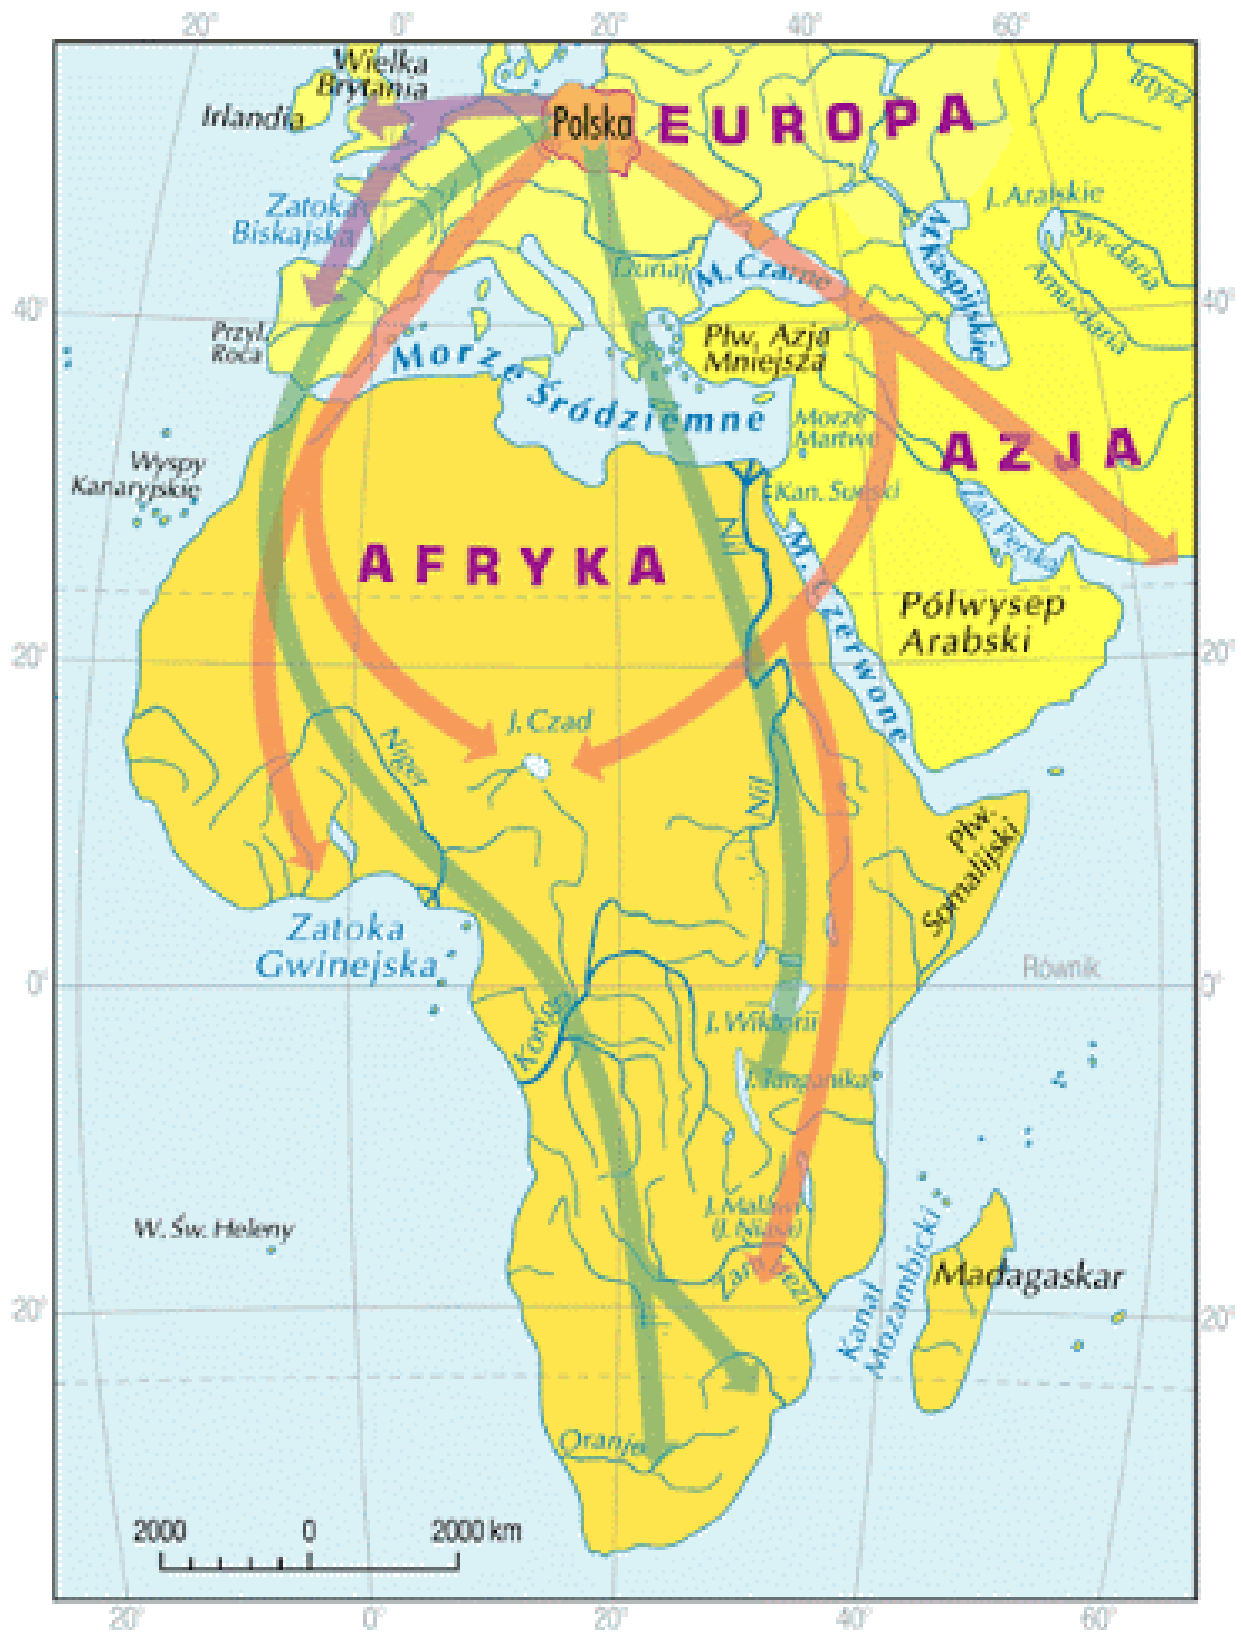 20° 0° 20° 40° 60°
Wielka
Brytania
Irlandia
Polska
EUROPA
Irtysz
Zatoka
Biskajska
J. Aralskie
Syr-daria
Amu-daria
M. Kaspijskie
Dunaj
M. Czarne
40°
40°
Przyl.
Roca
Morze Śródziemne
Płw. Azja
Mniejsza
Morze
Martwe
AZJA
Wyspy
Kanaryjskie
Kan. Sueski
Zat. Perska
Nil
AFRYKA
M. Czerwone
Półwysep
Arabski
20°
20°
J. Czad
Niger
Nil
Płw.
Somalijski
Zatoka
Gwinejska
Równik
0°
0°
Kongo
J. Wiktorii
J. Tanganika
J. Malawi
(J. Niasa)
W. Św. Heleny
Zambezi
Kanał
Mozambicki
Madagaskar
20°
20°
Oranje
2000 0 2000 km
20° 0° 20° 40° 60°